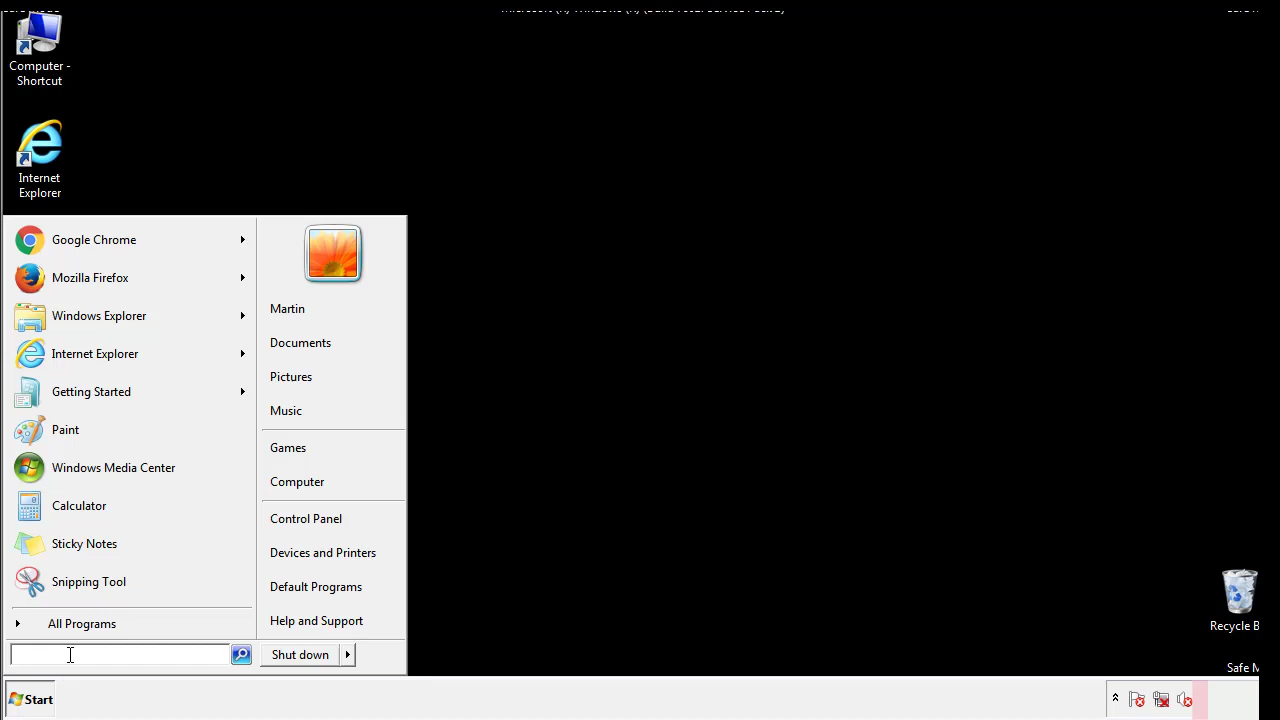 Computer -
Shortcut
Internet
Explorer
Google Chrome
Mozilla Firefox
Windows Explorer
Internet Explorer
Getting Started
Paint
Windows Media Center
Calculator
Sticky Notes
Snipping Tool
All Programs
Martin
Documents
Pictures
Music
Games
Computer
Control Panel
Devices and Printers
Default Programs
Help and Support
Shut down
Recycle B
Safe M
Start